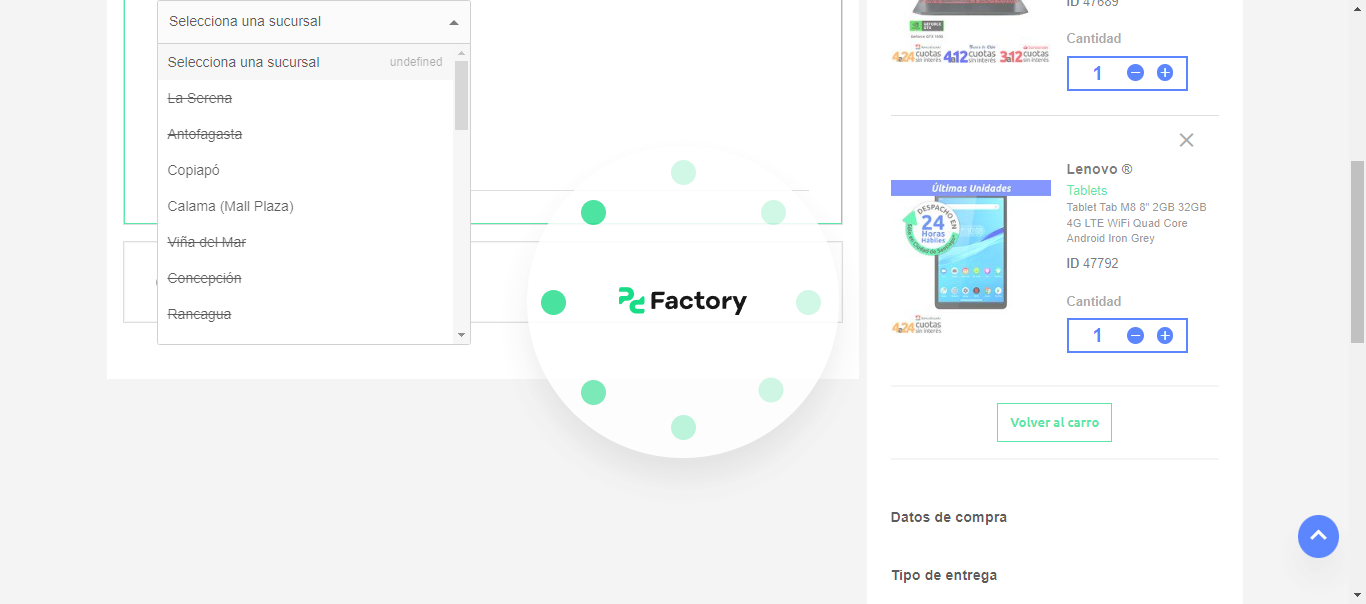 Selecciona una sucursal
Selecciona una sucursal undefined
La Serena
Antofagasta
Copiapó
Calama (Mall Plaza)
Viña del Mar
Concepción
Rancagua
Factory
GEFORCE
GTX
4a24 cuotas sin interés
4a12 cuotas sin interés
3a12 cuotas sin interés
ID 47689
Cantidad
1
Últimas Unidades
DESPACHO EN
24
Horas
Hábiles
Lenovo ®
Tablets
Tablet Tab M8 8" 2GB 32GB
4G LTE WiFi Quad Core
Android Iron Grey
ID 47792
4a24 cuotas sin interés
Cantidad
1
Volver al carro
Datos de compra
Tipo de entrega